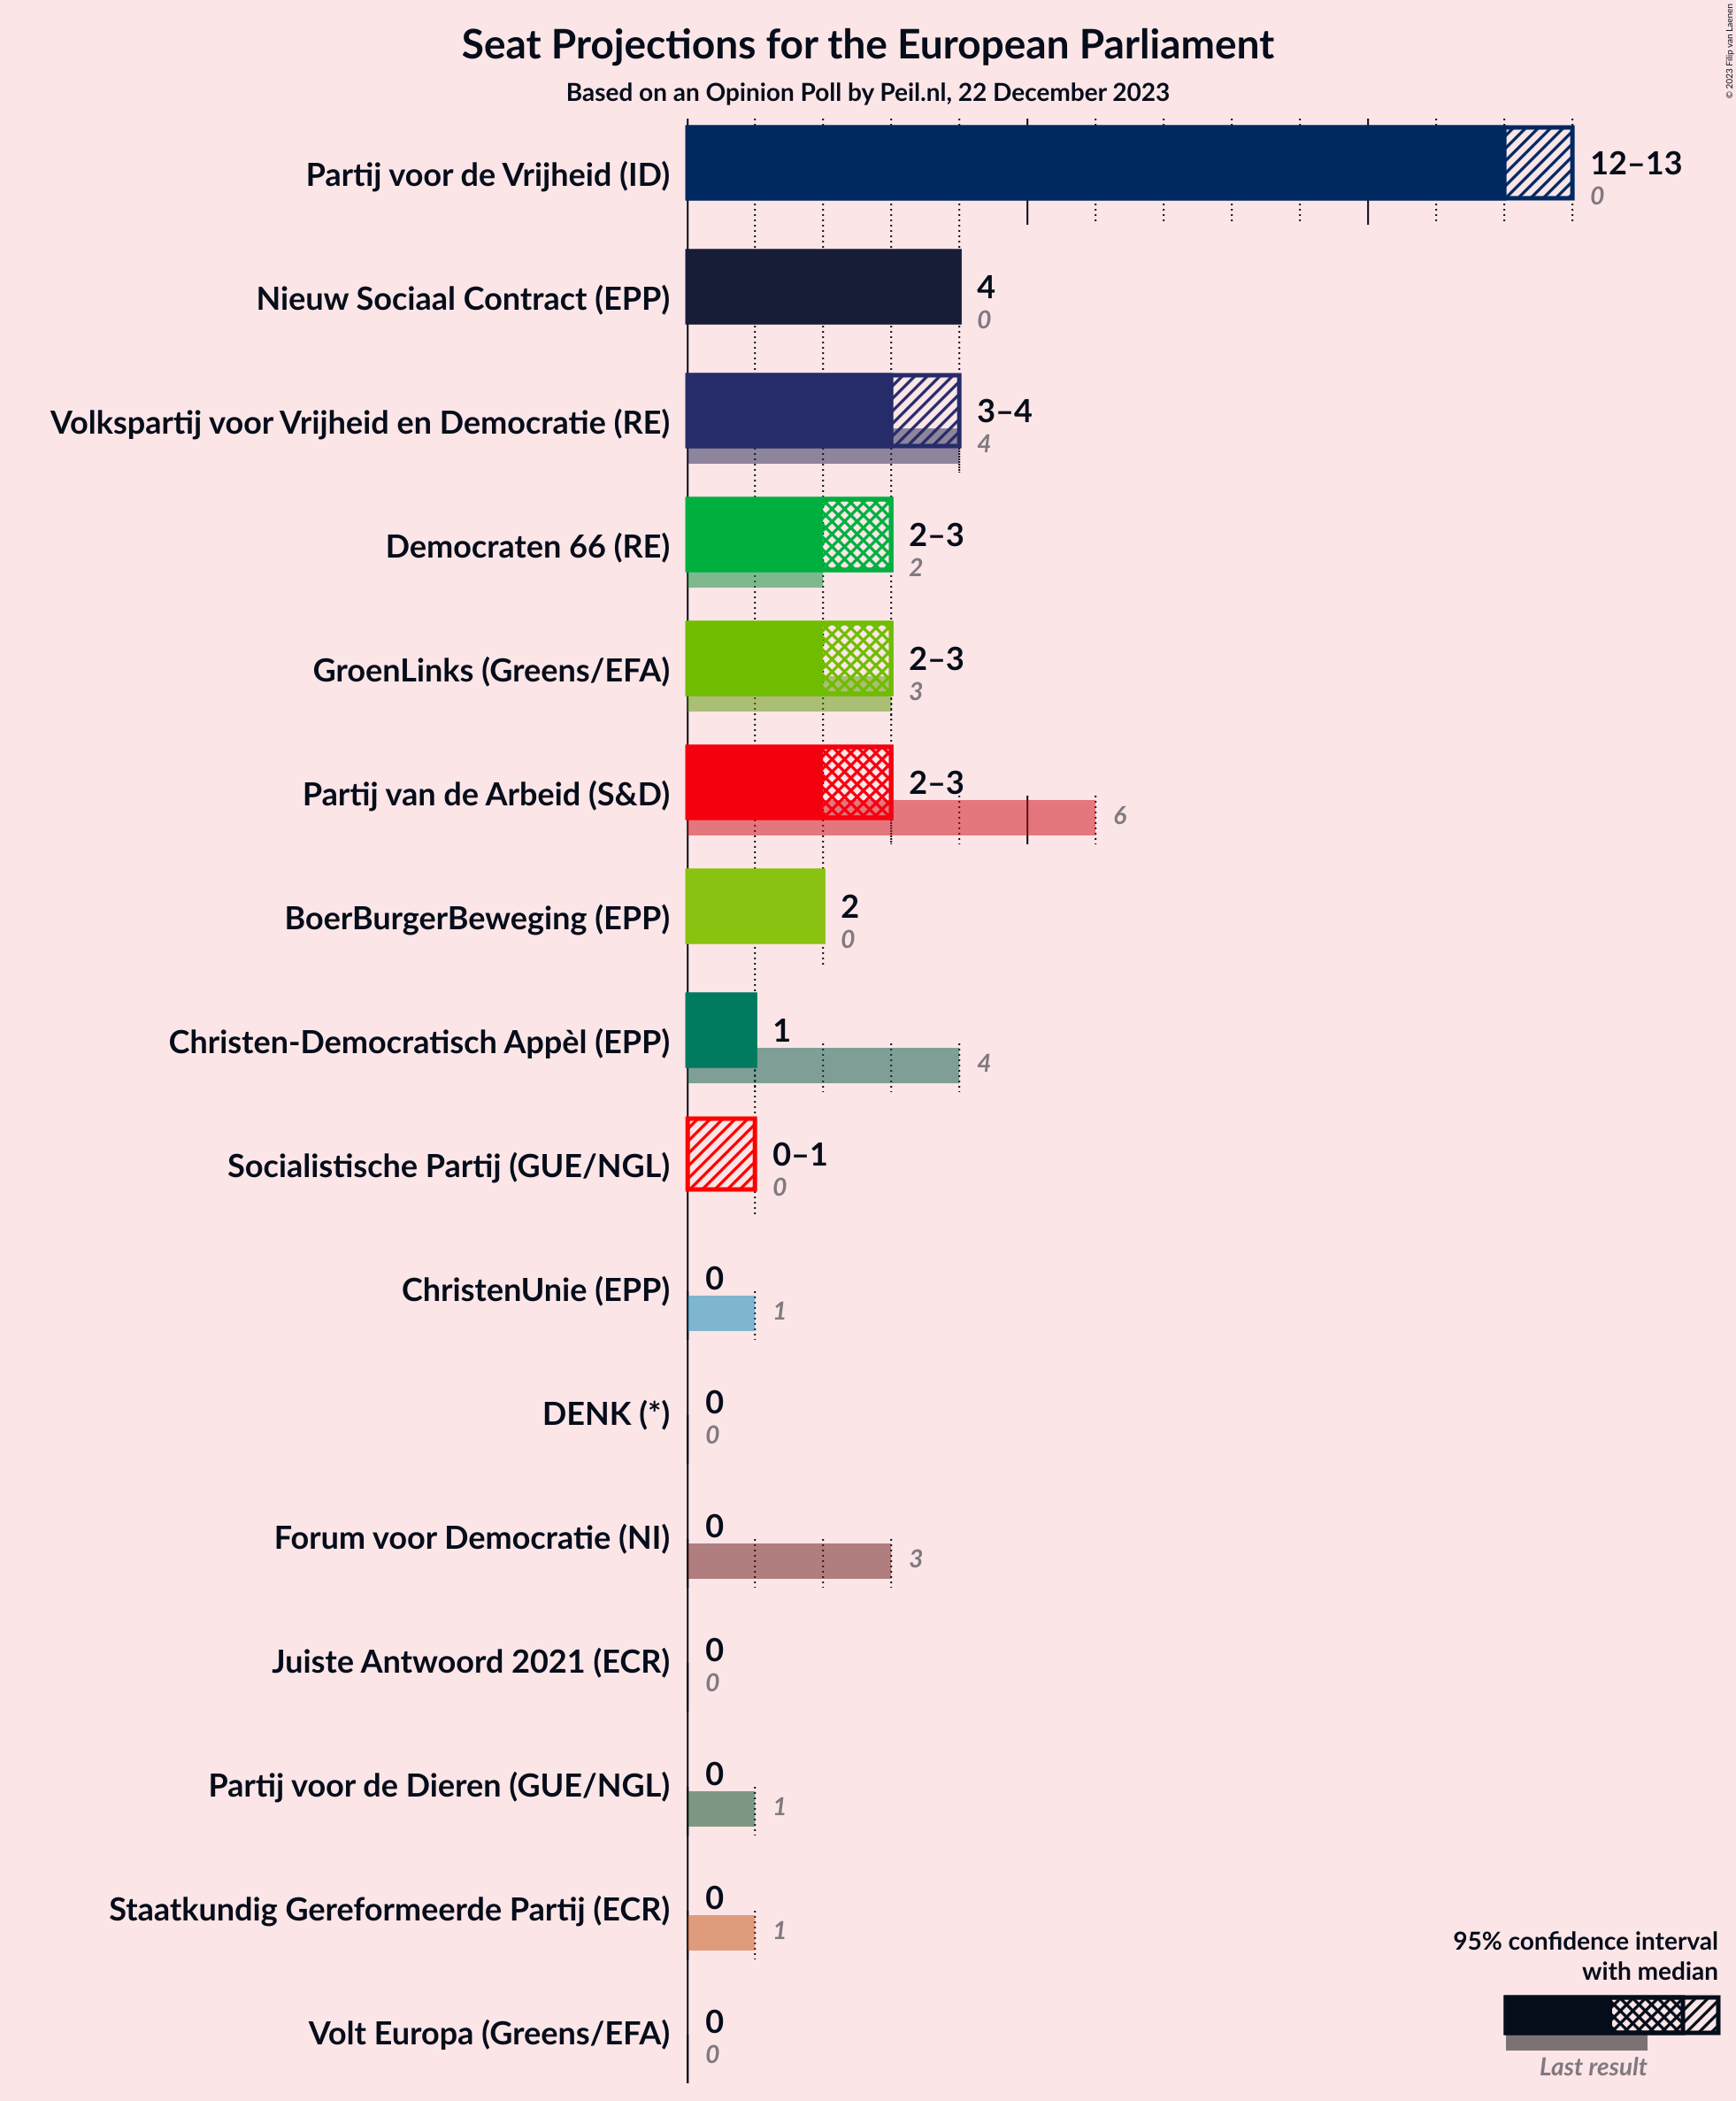 Seat Projections for the European Parliament
Based on an Opinion Poll by Peil.nl, 22 December 2023
© 2023 Filip van Laenen
Partij voor de Vrijheid (ID)
12–13
0
Nieuw Sociaal Contract (EPP)
4
0
Volkspartij voor Vrijheid en Democratie (RE)
3–4
4
Democraten 66 (RE)
2–3
2
GroenLinks (Greens/EFA)
2–3
3
Partij van de Arbeid (S&D)
2–3
6
BoerBurgerBeweging (EPP)
2
0
Christen-Democratisch Appèl (EPP)
1
4
Socialistische Partij (GUE/NGL)
0–1
0
ChristenUnie (EPP)
0
1
DENK (*)
0
0
Forum voor Democratie (NI)
0
3
Juiste Antwoord 2021 (ECR)
0
0
Partij voor de Dieren (GUE/NGL)
0
1
Staatkundig Gereformeerde Partij (ECR)
0
1
Volt Europa (Greens/EFA)
0
0
95% confidence interval
with median
Last result